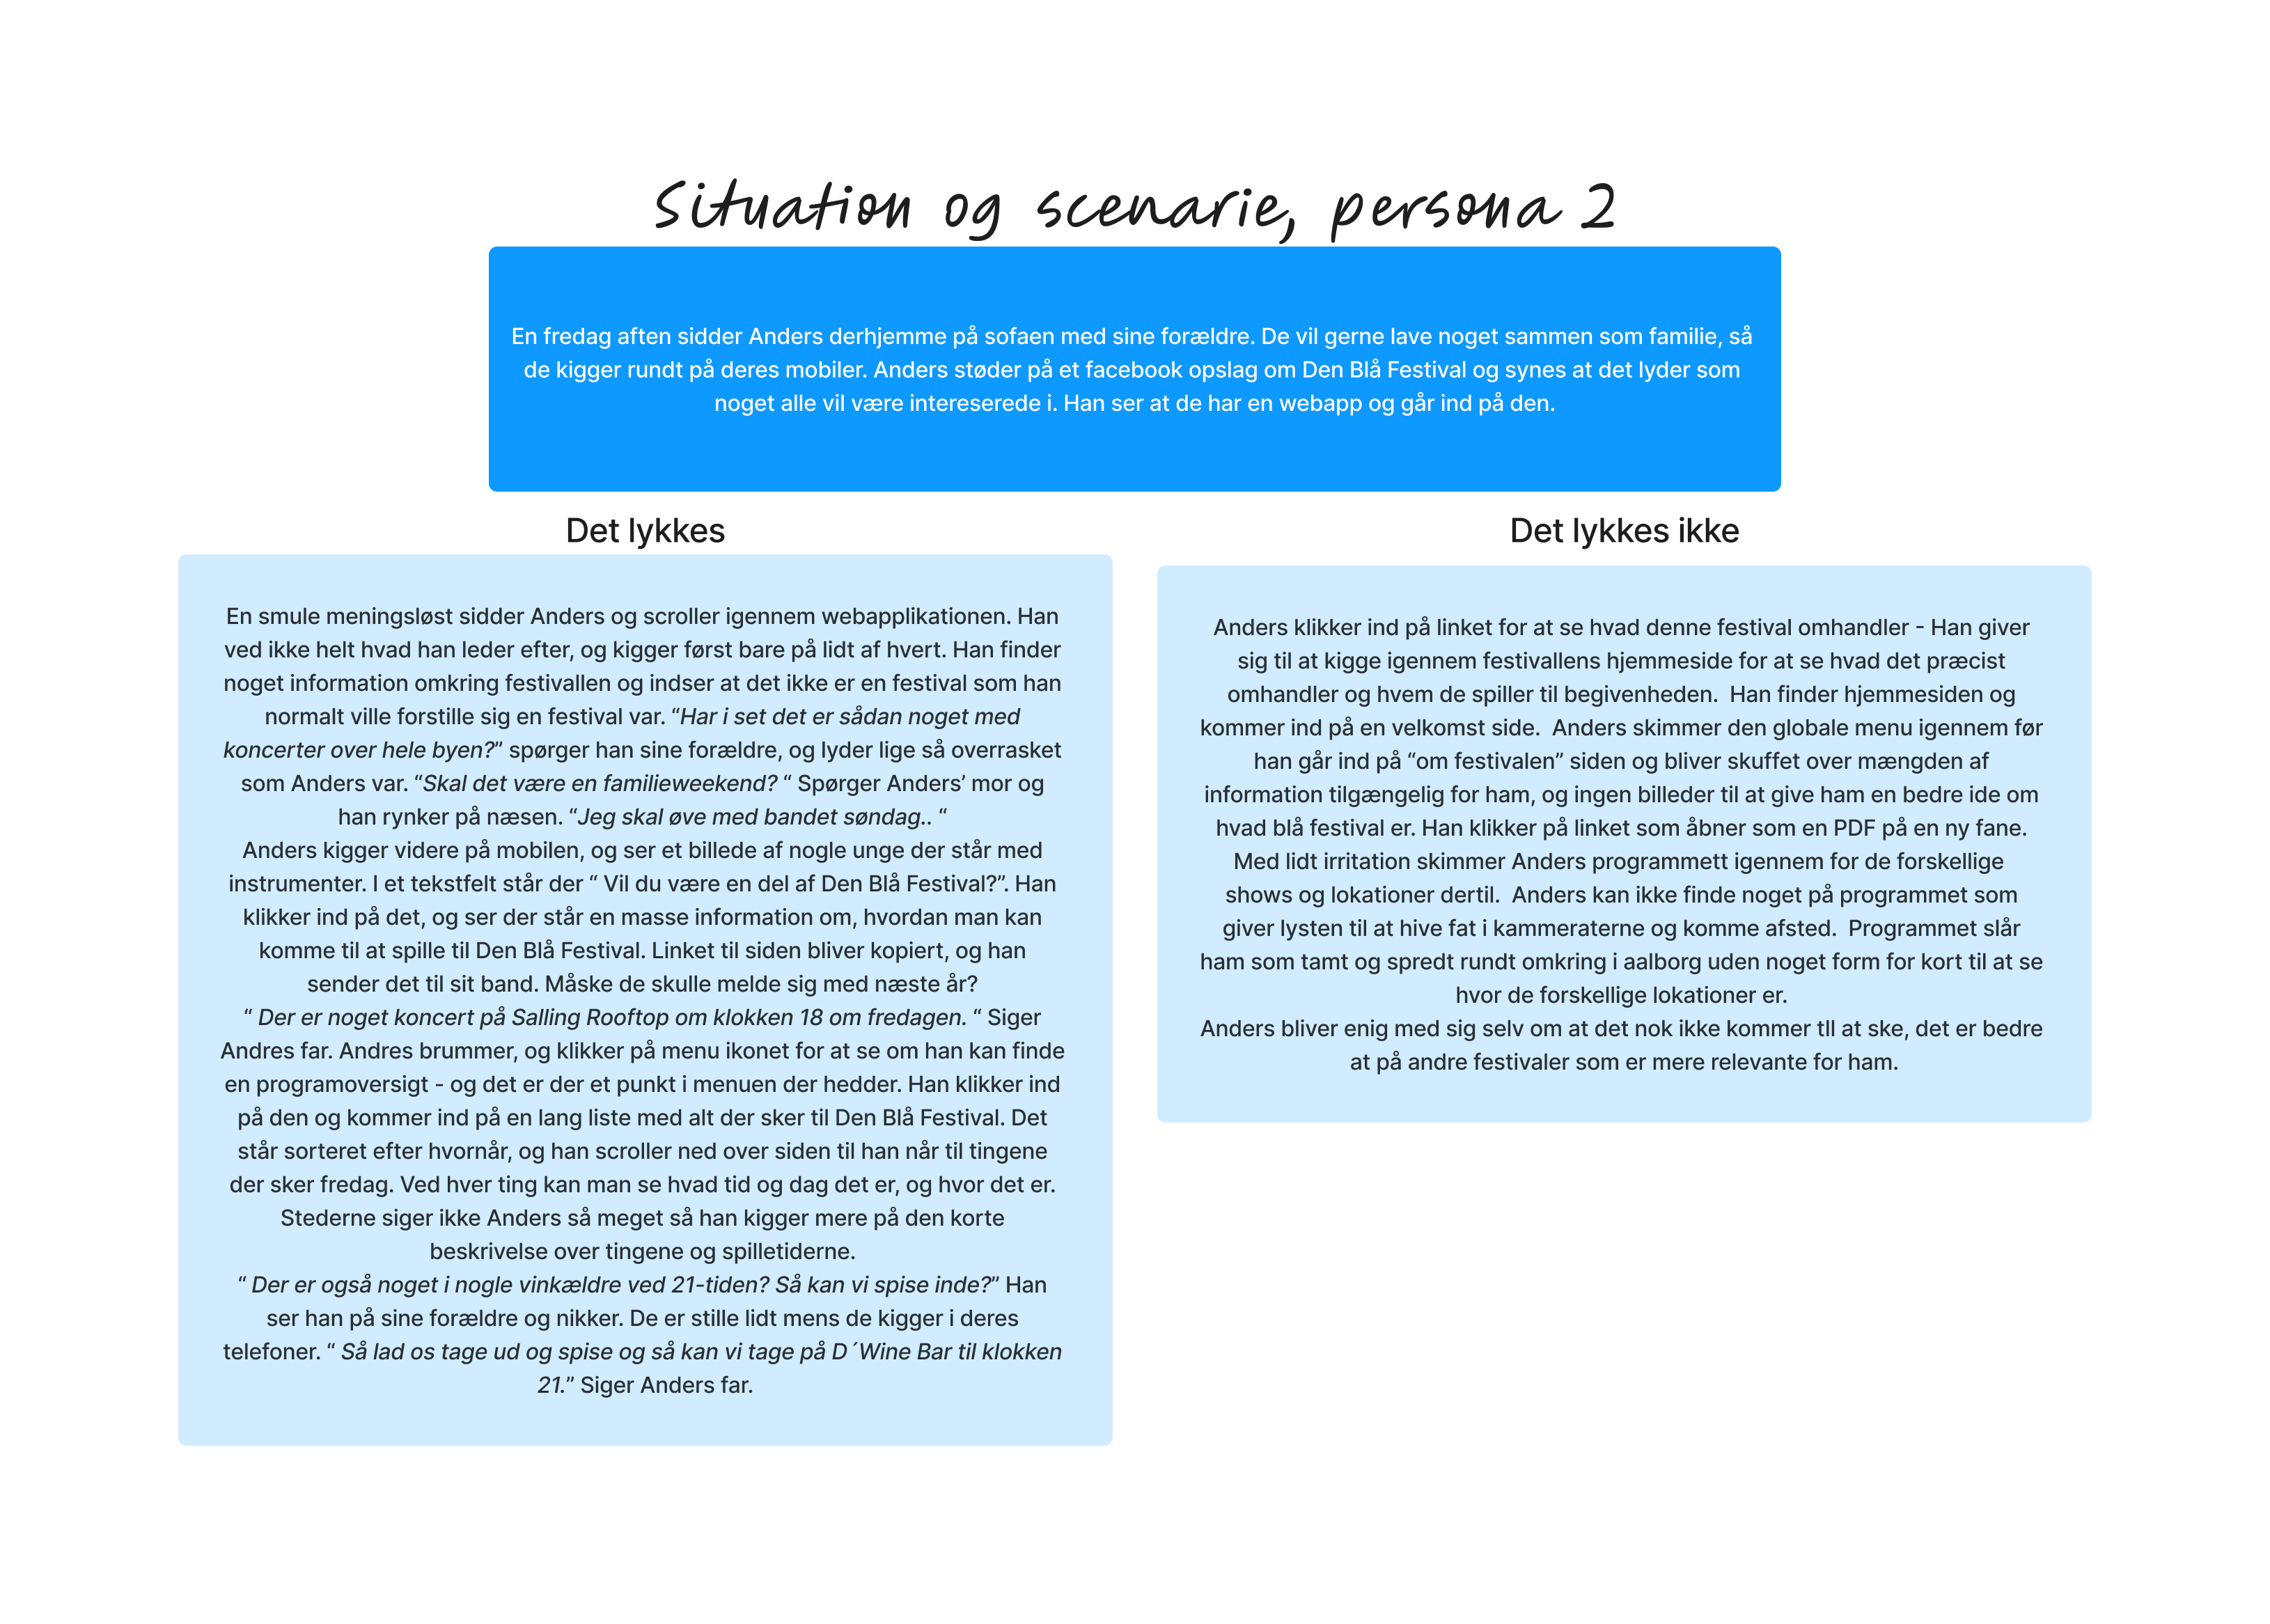 Situation og scenarie, persona 2
En fredag aften sidder Anders derhjemme på sofaen med sine forældre. De vil gerne lave noget sammen som familie, så
de kigger rundt på deres mobiler. Anders støder på et facebook opslag om Den Blå Festival og synes at det lyder som
noget alle vil være intereserede i. Han ser at de har en webapp og går ind på den.
Det lykkes
En smule meningsløst sidder Anders og scroller igennem webapplikationen. Han
ved ikke helt hvad han leder efter, og kigger først bare på lidt af hvert. Han finder
noget information omkring festivallen og indser at det ikke er en festival som han
normalt ville forstille sig en festival var. “Har i set det er sådan noget med
koncerter over hele byen?” spørger han sine forældre, og lyder lige så overrasket
som Anders var. “Skal det være en familieweekend? “ Spørger Anders’ mor og
han rynker på næsen. “Jeg skal øve med bandet søndag.. “
Anders kigger videre på mobilen, og ser et billede af nogle unge der står med
instrumenter. I et tekstfelt står der “ Vil du være en del af Den Blå Festival?”. Han
klikker ind på det, og ser der står en masse information om, hvordan man kan
komme til at spille til Den Blå Festival. Linket til siden bliver kopiert, og han
sender det til sit band. Måske de skulle melde sig med næste år?
“ Der er noget koncert på Salling Rooftop om klokken 18 om fredagen. “ Siger
Andres far. Andres brummer, og klikker på menu ikonet for at se om han kan finde
en programoversigt - og det er der et punkt i menuen der hedder. Han klikker ind
på den og kommer ind på en lang liste med alt der sker til Den Blå Festival. Det
står sorteret efter hvornår, og han scroller ned over siden til han når til tingene
der sker fredag. Ved hver ting kan man se hvad tid og dag det er, og hvor det er.
Stederne siger ikke Anders så meget så han kigger mere på den korte
beskrivelse over tingene og spilletiderne.
“ Der er også noget i nogle vinkældre ved 21-tiden? Så kan vi spise inde?” Han
ser han på sine forældre og nikker. De er stille lidt mens de kigger i deres
telefoner. “ Så lad os tage ud og spise og så kan vi tage på D´Wine Bar til klokken
21.” Siger Anders far.
Det lykkes ikke
Anders klikker ind på linket for at se hvad denne festival omhandler - Han giver
sig til at kigge igennem festivallens hjemmeside for at se hvad det præcist
omhandler og hvem de spiller til begivenheden.  Han finder hjemmesiden og
kommer ind på en velkomst side.  Anders skimmer den globale menu igennem før
han går ind på “om festivalen” siden og bliver skuffet over mængden af
information tilgængelig for ham, og ingen billeder til at give ham en bedre ide om
hvad blå festival er. Han klikker på linket som åbner som en PDF på en ny fane.
Med lidt irritation skimmer Anders programmett igennem for de forskellige
shows og lokationer dertil.  Anders kan ikke finde noget på programmet som
giver lysten til at hive fat i kammeraterne og komme afsted.  Programmet slår
ham som tamt og spredt rundt omkring i aalborg uden noget form for kort til at se
hvor de forskellige lokationer er.
Anders bliver enig med sig selv om at det nok ikke kommer tll at ske, det er bedre
at på andre festivaler som er mere relevante for ham.